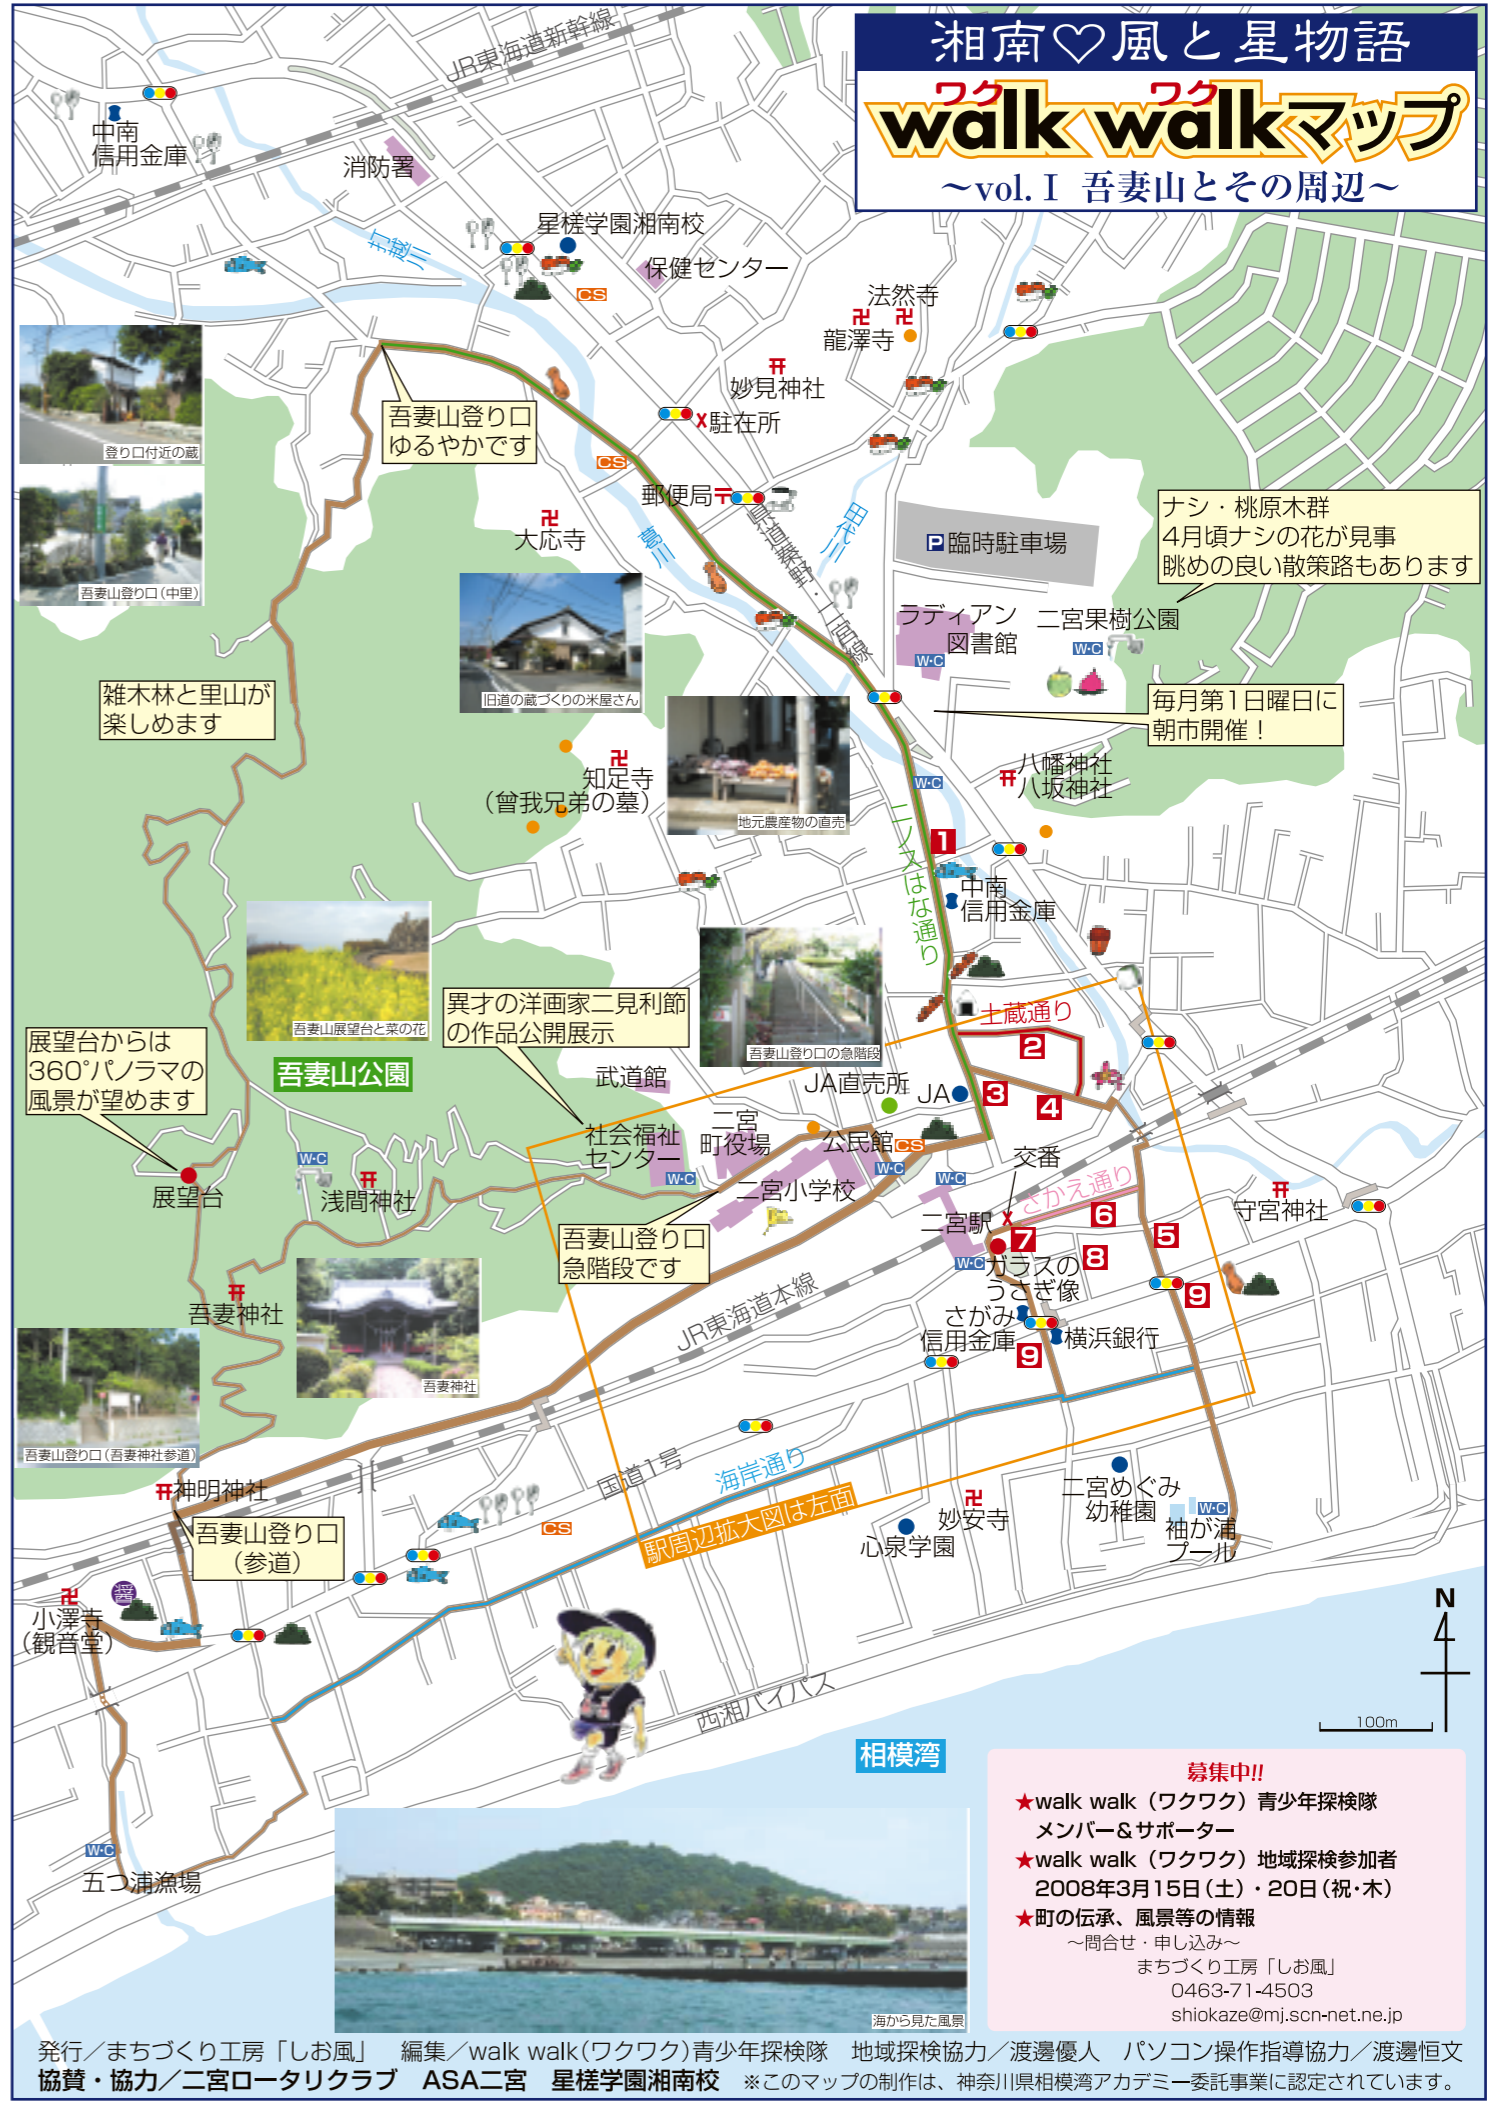 湘南♡風と星物語
ワク ワク
walk walkマップ
～vol.Ⅰ 吾妻山とその周辺～
JR東海道新幹線
中南
信用金庫
消防署
打越川
星槎学園湘南校
保健センター
CS
法然寺
龍澤寺
妙見神社
駐在所
登り口付近の蔵
吾妻山登り口
ゆるやかです
CS
郵便局
吾妻山登り口(中里)
大応寺
葛川
県道秦野・二宮線
田代川
P臨時駐車場
ナシ・桃原木群
4月頃ナシの花が見事
眺めの良い散策路もあります
ラディアン
図書館
W・C
二宮果樹公園
W・C
旧道の蔵づくりの米屋さん
雑木林と里山が
楽しめます
毎月第1日曜日に
朝市開催！
知足寺
(曾我兄弟の墓)
地元農産物の直売
八幡神社
八坂神社
W・C
ニノスはな通り
1
中南
信用金庫
吾妻山展望台と菜の花
異才の洋画家二見利節
の作品公開展示
吾妻山登り口の急階段
土蔵通り
2
展望台からは
360°パノラマの
風景が望めます
吾妻山公園
武道館
JA直売所
JA
3
4
社会福祉
センター
W・C
二宮
町役場
公民館
CS
W・C
交番
W・C
さかえ通り
W・C
浅間神社
展望台
二宮小学校
二宮駅
守宮神社
6
5
7
8
W・C
ガラスの
うさぎ像
9
吾妻山登り口
急階段です
吾妻神社
吾妻神社
JR東海道本線
さがみ
信用金庫
横浜銀行
9
吾妻山登り口(吾妻神社参道)
神明神社
国道1号
海岸通り
駅周辺拡大図は左面
CS
吾妻山登り口
(参道)
妙安寺
心泉学園
二宮めぐみ
幼稚園
W・C
袖が浦
プール
小澤寺
(観音堂)
西湘バイパス
N
100m
相模湾
W・C
五つ浦漁場
海から見た風景
募集中!!
★walk walk（ワクワク）青少年探検隊
メンバー＆サポーター
★walk walk（ワクワク）地域探検参加者
2008年3月15日(土)・20日(祝・木)
★町の伝承、風景等の情報
～問合せ・申し込み～
まちづくり工房「しお風」
0463-71-4503
shiokaze@mj.scn-net.ne.jp
発行／まちづくり工房「しお風」　編集／walk walk(ワクワク)青少年探検隊　地域探検協力／渡邊優人　パソコン操作指導協力／渡邊恒文
協賛・協力／二宮ロータリクラブ　ASA二宮　星槎学園湘南校　※このマップの制作は、神奈川県相模湾アカデミー委託事業に認定されています。